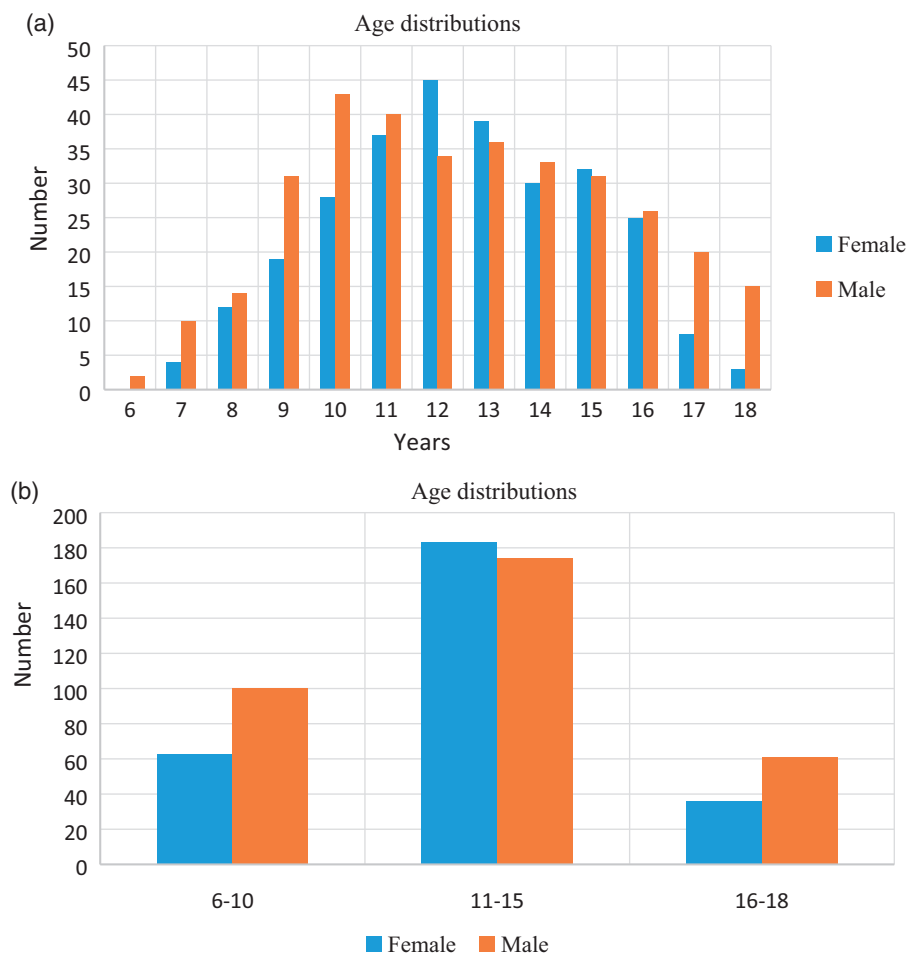 (a)
Age distributions
50
45
40
35
30
25
20
15
10
5
0
Number
6 7 8 9 10 11 12 13 14 15 16 17 18
Years
Female
Male
(b)
Age distributions
200
180
160
140
120
100
80
60
40
20
0
Number
6-10 11-15 16-18
Female Male